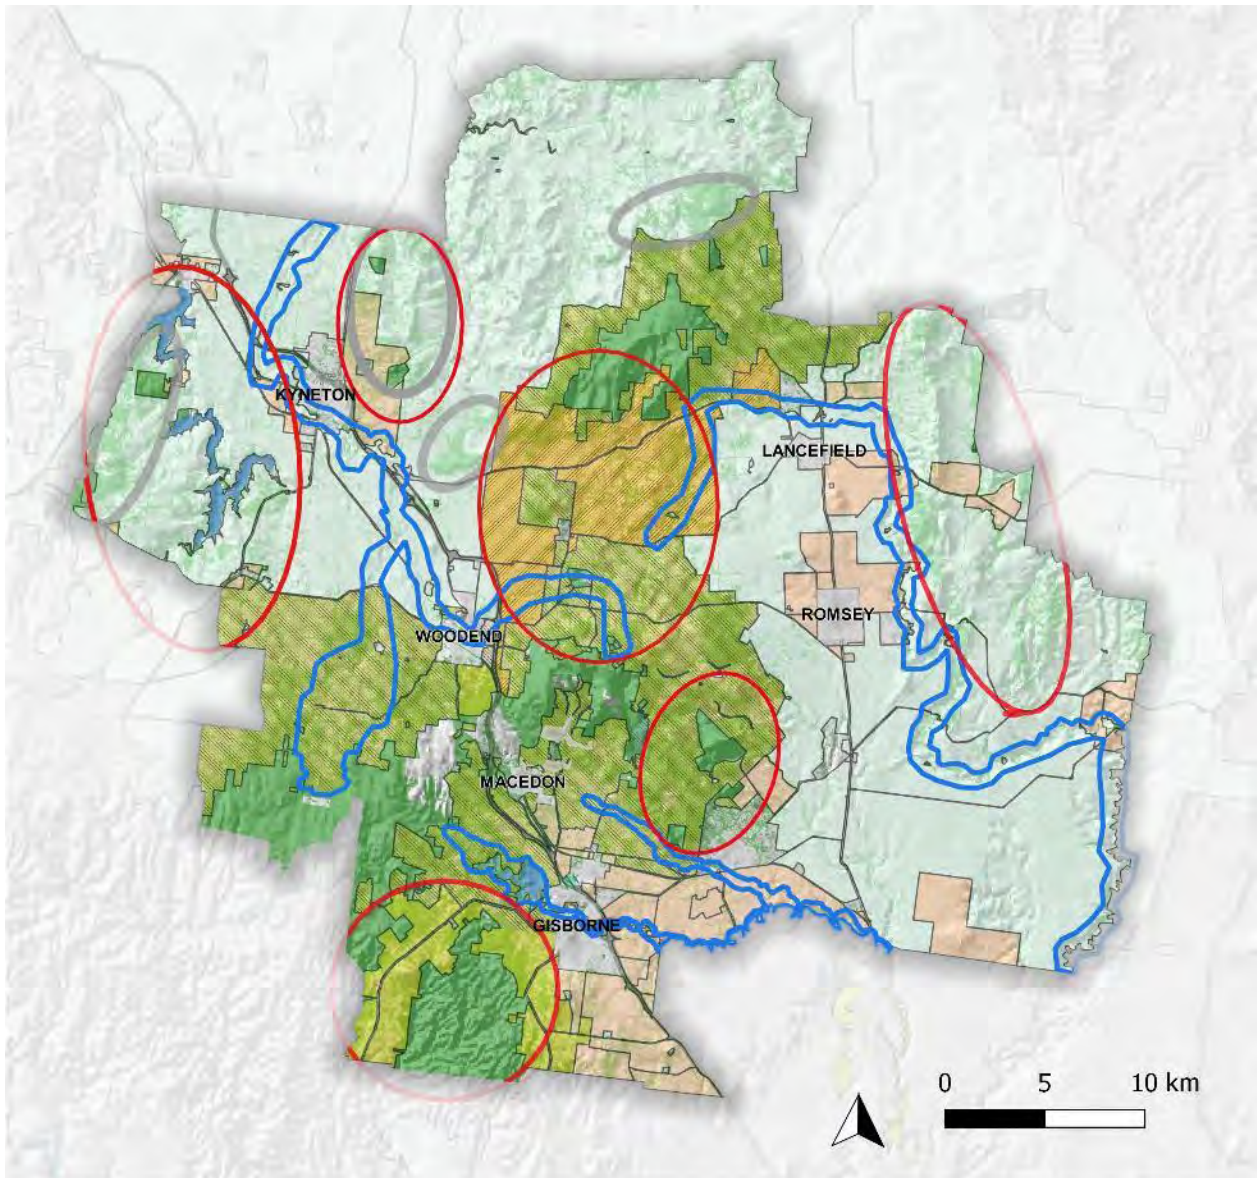 KYNETON
LANCEFIELD
ROMSEY
WOODEND
MACEDON
GISBORNE
0 5 10 km